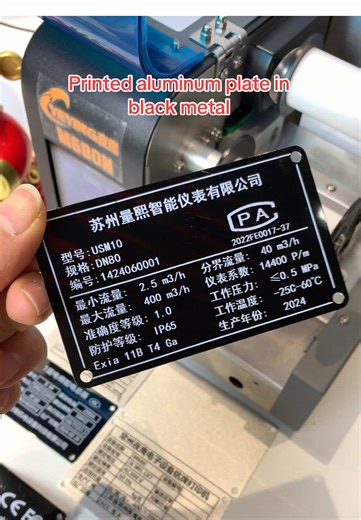 Printed aluminum plate in
black metal
M680M
苏州量熙智能仪表有限公司
CPA
2022FE0017-37
型号: USM10
规格: DN80
编号: 1424060001
最小流量: 2.5 m3/h
分界流量: 40 m3/h
最大流量: 400 m3/h
仪表系数: 14400 P/m
准确度等级: 1.0
工作压力: ≤0.5 MPa
防护等级: IP65
工作温度: -25C-60℃
Exia 11B T4 Ga
生产年份: 2024